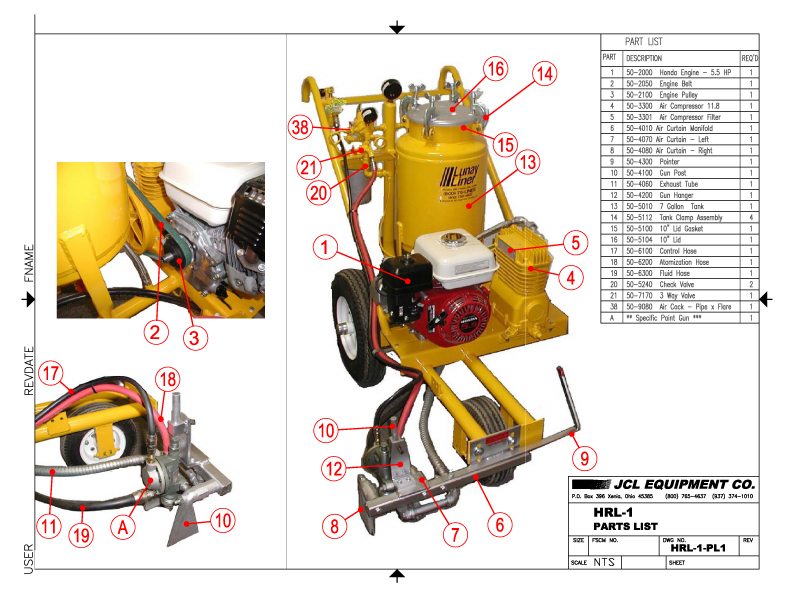 PART LIST
PART DESCRIPTION REQ'D
1 50-2000 Honda Engine - 5.5 HP 1
2 50-2050 Engine Belt 1
3 50-2100 Engine Pulley 1
4 50-3300 Air Compressor 11.8 1
5 50-3301 Air Compressor Filter 1
6 50-4010 Air Curtain Manifold 1
7 50-4070 Air Curtain - Left 1
8 50-4080 Air Curtain - Right 1
9 50-4300 Pointer 1
10 50-4100 Gun Post 1
11 50-4060 Exhaust Tube 1
12 50-4200 Gun Hanger 1
13 50-5010 7 Gallon Tank 1
14 50-5112 Tank Clamp Assembly 4
15 50-5100 10" Lid Gasket 1
16 50-5104 10" Lid 1
17 50-6100 Control Hose 1
18 50-6200 Atomization Hose 1
19 50-6300 Fluid Hose 1
20 50-5240 Check Valve 2
21 50-7170 3 Way Valve 1
38 50-9080 Air Cock - Pipe x Flare 1
A ** Specific Paint Gun *** 1
16
14
38
15
21
20
13
Lunay
Liner
1
5
4
HONDA
2
3
17
18
11
19
A
10
10
12
9
8
7
6
FNAME
REVDATE
USER
JCL EQUIPMENT CO.
P.O. Box 396 Xenia, Ohio 45385 (800) 765-4637 (937) 374-1010
HRL-1
PARTS LIST
SIZE FSCM NO. DWG NO. REV
HRL-1-PL1
SCALE NTS SHEET